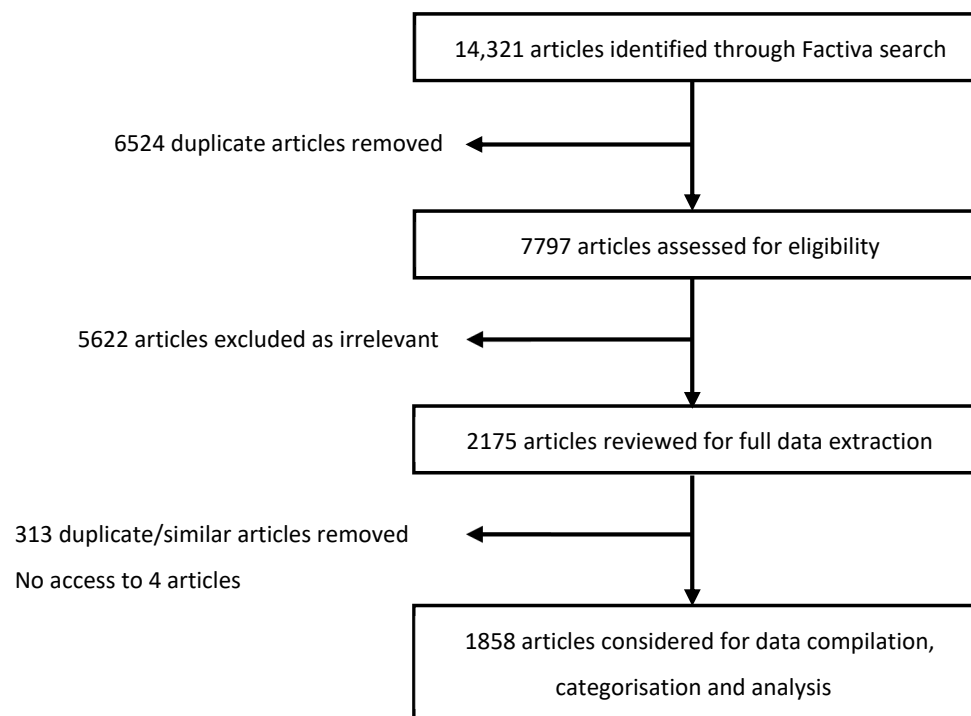 14,321 articles identified through Factiva search
6524 duplicate articles removed
7797 articles assessed for eligibility
5622 articles excluded as irrelevant
2175 articles reviewed for full data extraction
313 duplicate/similar articles removed
No access to 4 articles
1858 articles considered for data compilation,
categorisation and analysis